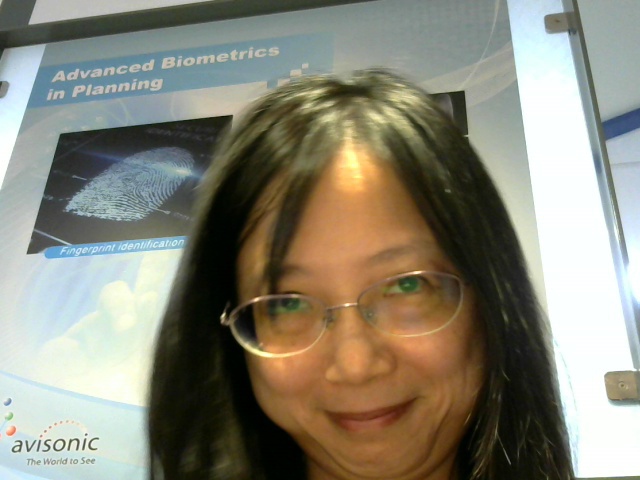 Advanced Biometrics
in Planning
Fingerprint identification
avisonic
The World to See